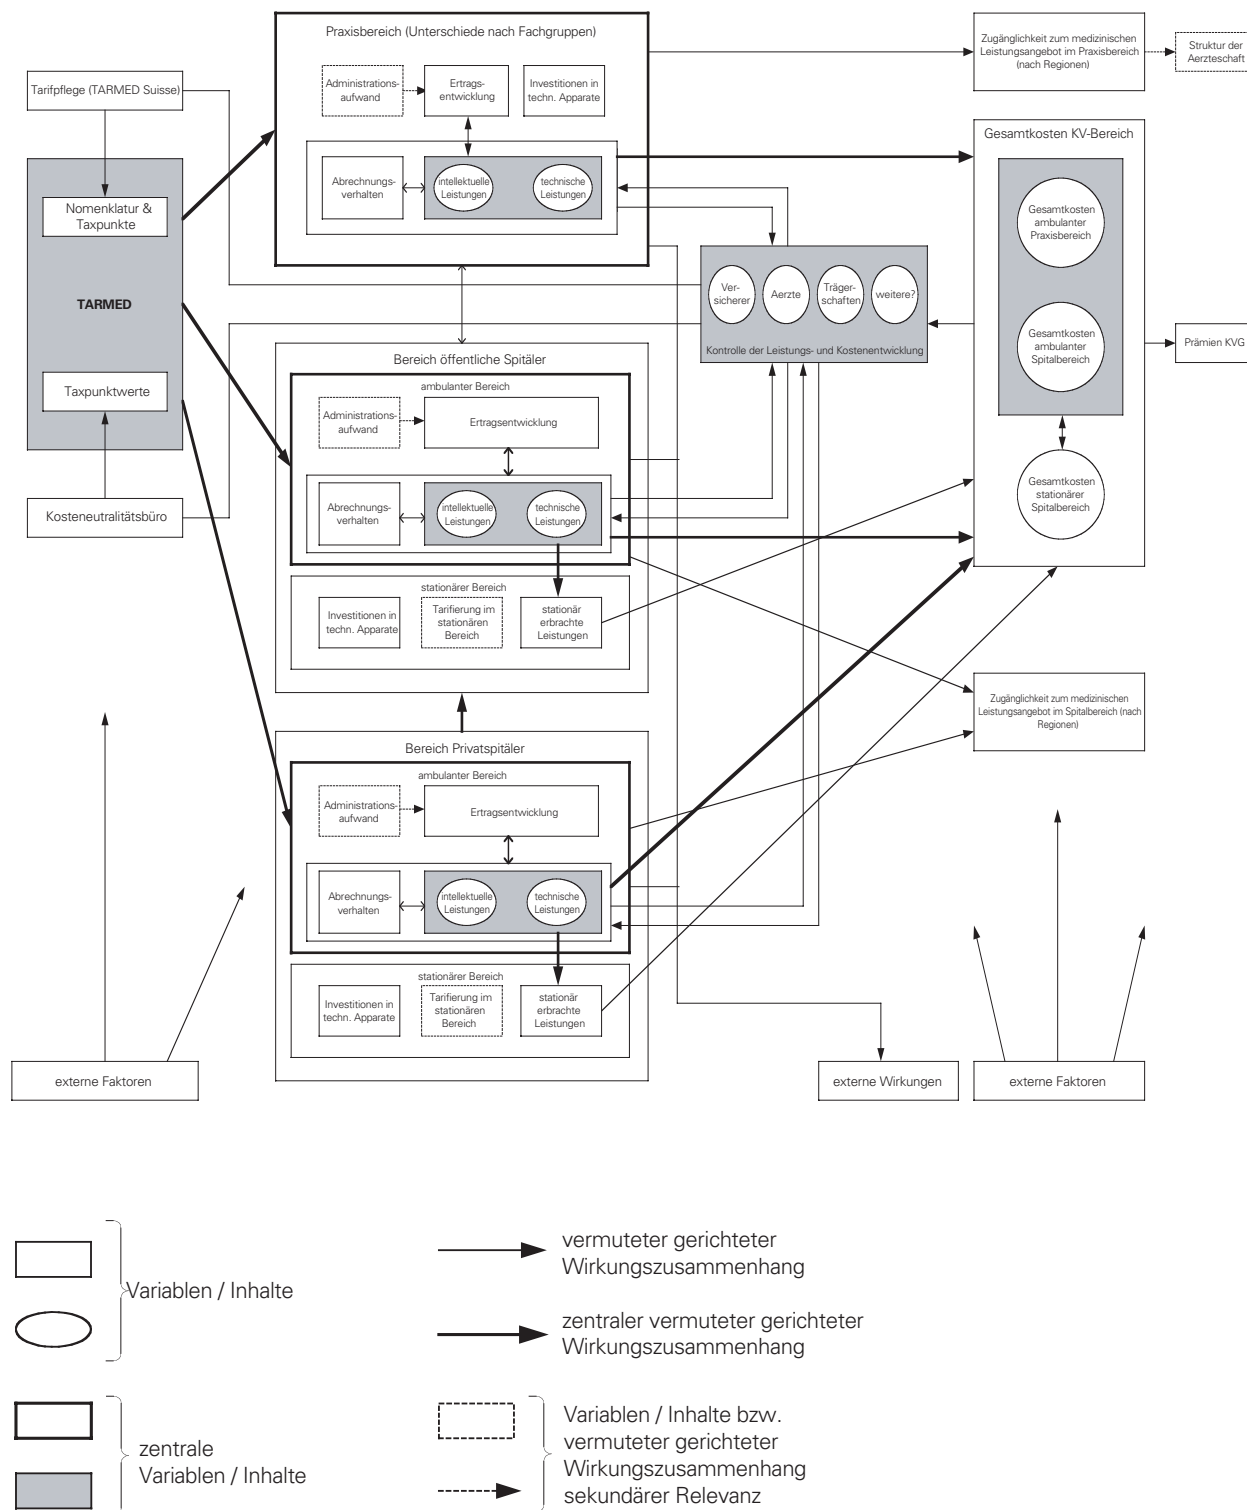 Praxisbereich (Unterschiede nach Fachgruppen)
Administrations-
aufwand
Ertrags-
entwicklung
Investitionen in
techn. Apparate
Abrechnungs-
verhalten
intellektuelle
Leistungen
technische
Leistungen
Zugänglichkeit zum medizinischen
Leistungsangebot im Praxisbereich
(nach Regionen)
Struktur der
Aerzteschaft
Tarifpflege (TARMED Suisse)
Nomenklatur &
Taxpunkte
TARMED
Taxpunktwerte
Kosteneutralitätsbüro
Gesamtkosten KV-Bereich
Gesamtkosten
ambulanter
Praxisbereich
Gesamtkosten
ambulanter
Spitalbereich
Gesamtkosten
stationärer
Spitalbereich
Prämien KVG
Ver-
sicherer
Aerzte
Träger-
schaften
weitere?
Kontrolle der Leistungs- und Kostenentwicklung
Bereich öffentliche Spitäler
ambulanter Bereich
Administrations-
aufwand
Ertragsentwicklung
Abrechnungs-
verhalten
intellektuelle
Leistungen
technische
Leistungen
stationärer Bereich
Investitionen in
techn. Apparate
Tarifierung im
stationären
Bereich
stationär
erbrachte
Leistungen
Zugänglichkeit zum medizinischen
Leistungsangebot im Spitalbereich (nach
Regionen)
Bereich Privatspitäler
ambulanter Bereich
Administrations-
aufwand
Ertragsentwicklung
Abrechnungs-
verhalten
intellektuelle
Leistungen
technische
Leistungen
stationärer Bereich
Investitionen in
techn. Apparate
Tarifierung im
stationären
Bereich
stationär
erbrachte
Leistungen
externe Faktoren
externe Wirkungen
externe Faktoren
Variablen / Inhalte
zentrale
Variablen / Inhalte
vermuteter gerichteter
Wirkungszusammenhang
zentraler vermuteter gerichteter
Wirkungszusammenhang
Variablen / Inhalte bzw.
vermuteter gerichteter
Wirkungszusammenhang
sekundärer Relevanz